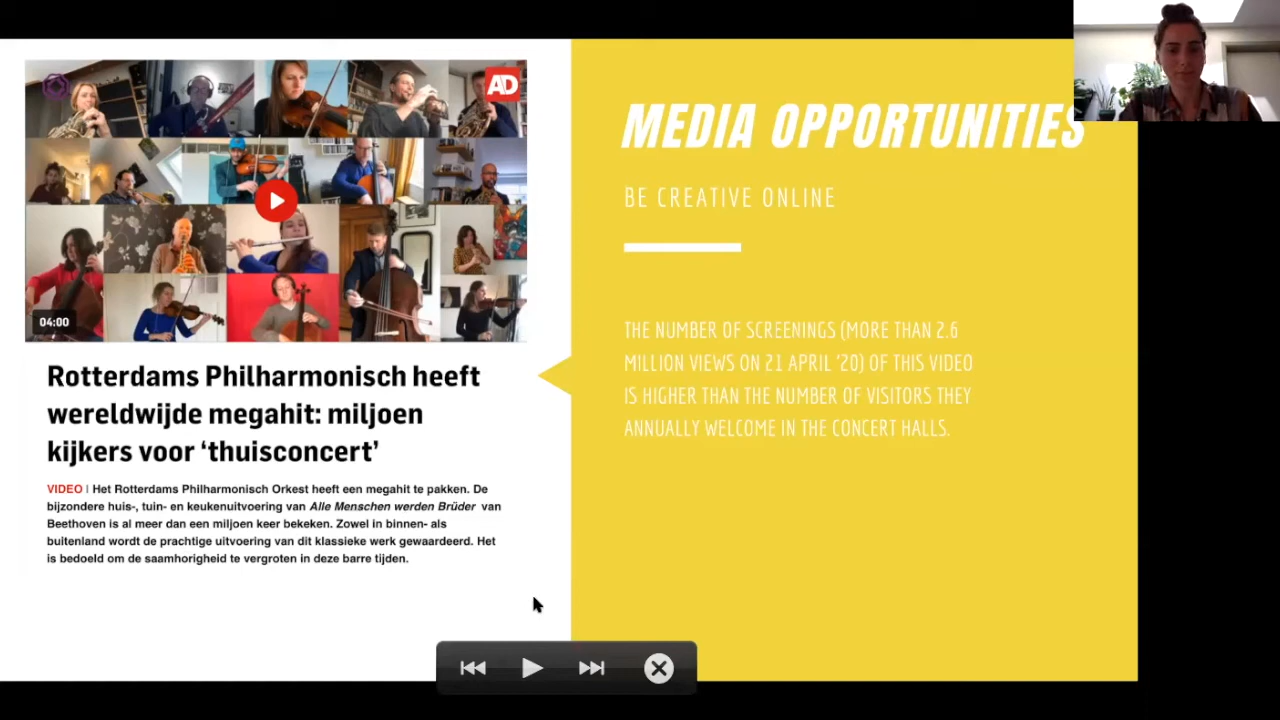 AD
04:00
Rotterdams Philharmonisch heeft
wereldwijde megahit: miljoen
kijkers voor ‘thuisconcert’
VIDEO | Het Rotterdams Philharmonisch Orkest heeft een megahit te pakken. De
bijzondere huis-, tuin- en keukenuitvoering van Alle Menschen werden Brüder van
Beethoven is al meer dan een miljoen keer bekeken. Zowel in binnen- als
buitenland wordt de prachtige uitvoering van dit klassieke werk gewaardeerd. Het
is bedoeld om de saamhorigheid te vergroten in deze barre tijden.
MEDIA OPPORTUNITIES
BE CREATIVE ONLINE
THE NUMBER OF SCREENINGS (MORE THAN 2.6
MILLION VIEWS ON 21 APRIL '20) OF THIS VIDEO
IS HIGHER THAN THE NUMBER OF VISITORS THEY
ANNUALLY WELCOME IN THE CONCERT HALLS.